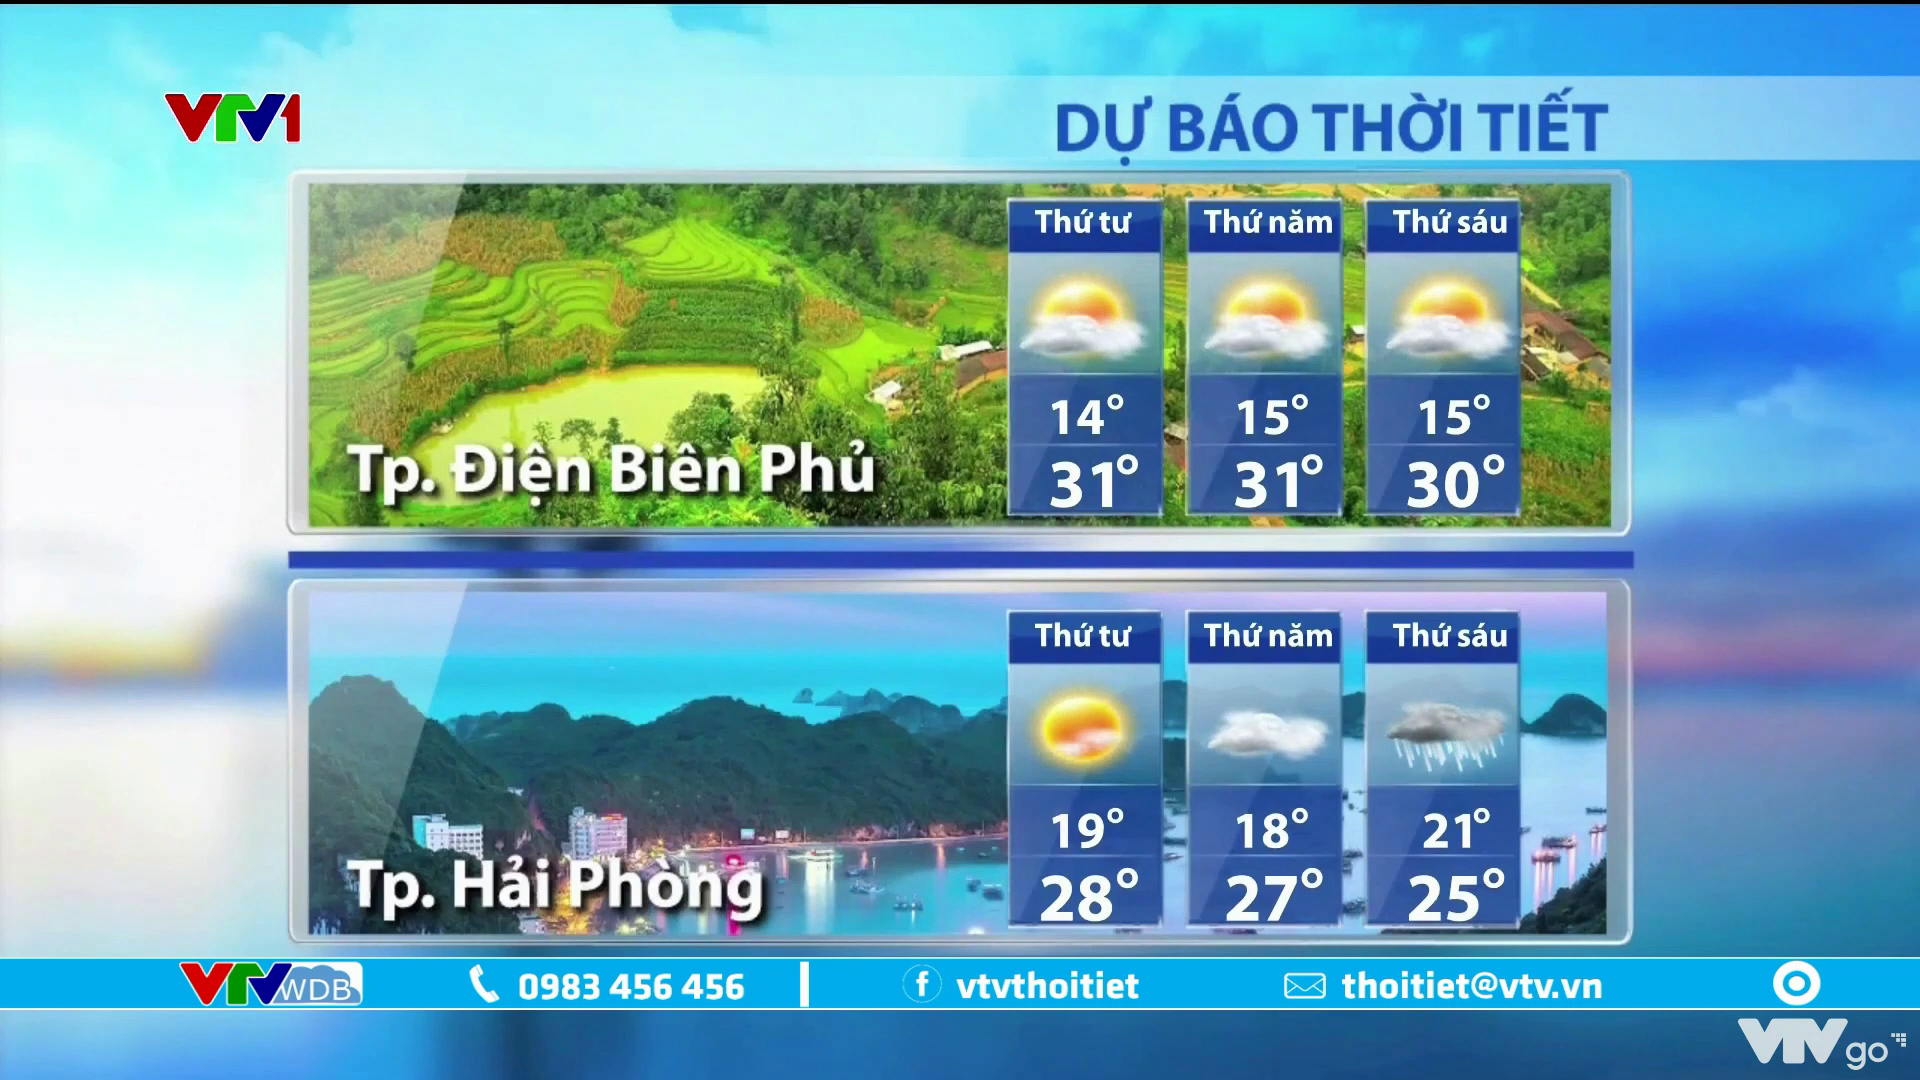 VTV1
DỰ BÁO THỜI TIẾT
Thứ tư Thứ năm Thứ sáu
14° 15° 15°
31° 31° 30°
Tp. Điện Biên Phủ
Thứ tư Thứ năm Thứ sáu
19° 18° 21°
28° 27° 25°
Tp. Hải Phòng
VTV WDB 0983 456 456 f vtvthoitiet thoitiet@vtv.vn
VTV go